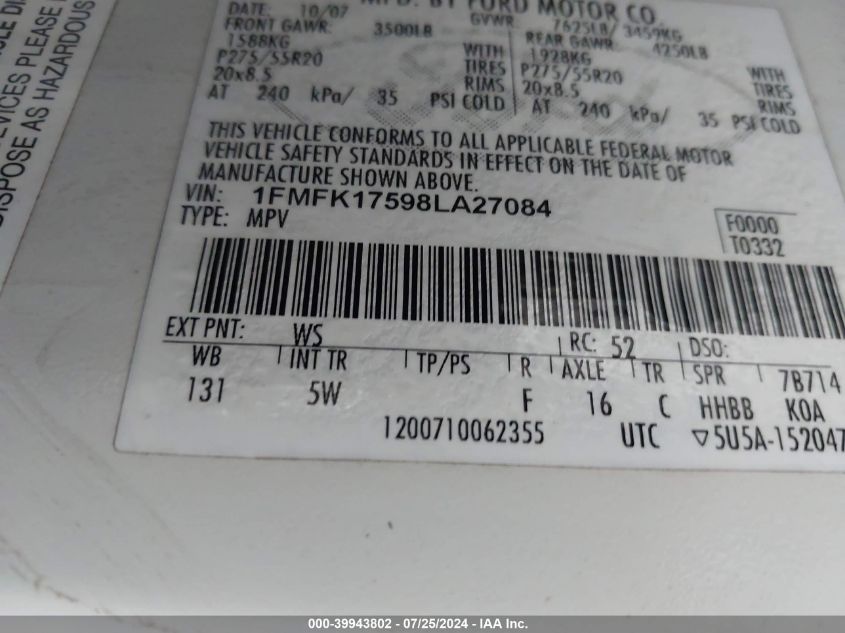 MFD. BY FORD MOTOR CO.
DATE: 10/07
GVWR: 7625LB/ 3459KG
FRONT GAWR: 3500LB
REAR GAWR: 4250LB
1588KG WITH
1928KG WITH
P275/55R20 TIRES
P275/55R20 TIRES
20x8.5 RIMS
20x8.5 RIMS
AT 240 kPa/ 35 PSI COLD
AT 240 kPa/ 35 PSI COLD
THIS VEHICLE CONFORMS TO ALL APPLICABLE FEDERAL MOTOR
VEHICLE SAFETY STANDARDS IN EFFECT ON THE DATE OF
MANUFACTURE SHOWN ABOVE.
VIN: 1FMFK17598LA27084
TYPE: MPV
F0000
T0332
EXT PNT: WS RC: 52 DSO:
WB INT TR TP/PS R AXLE TR SPR 7B714
131 5W F 16 C HHBB KOA
1200710062355 UTC ▽5U5A-152047
EVICES PLEASE
DISPOSE AS HAZARDOUS
000-39943802 - 07/25/2024 - IAA Inc.